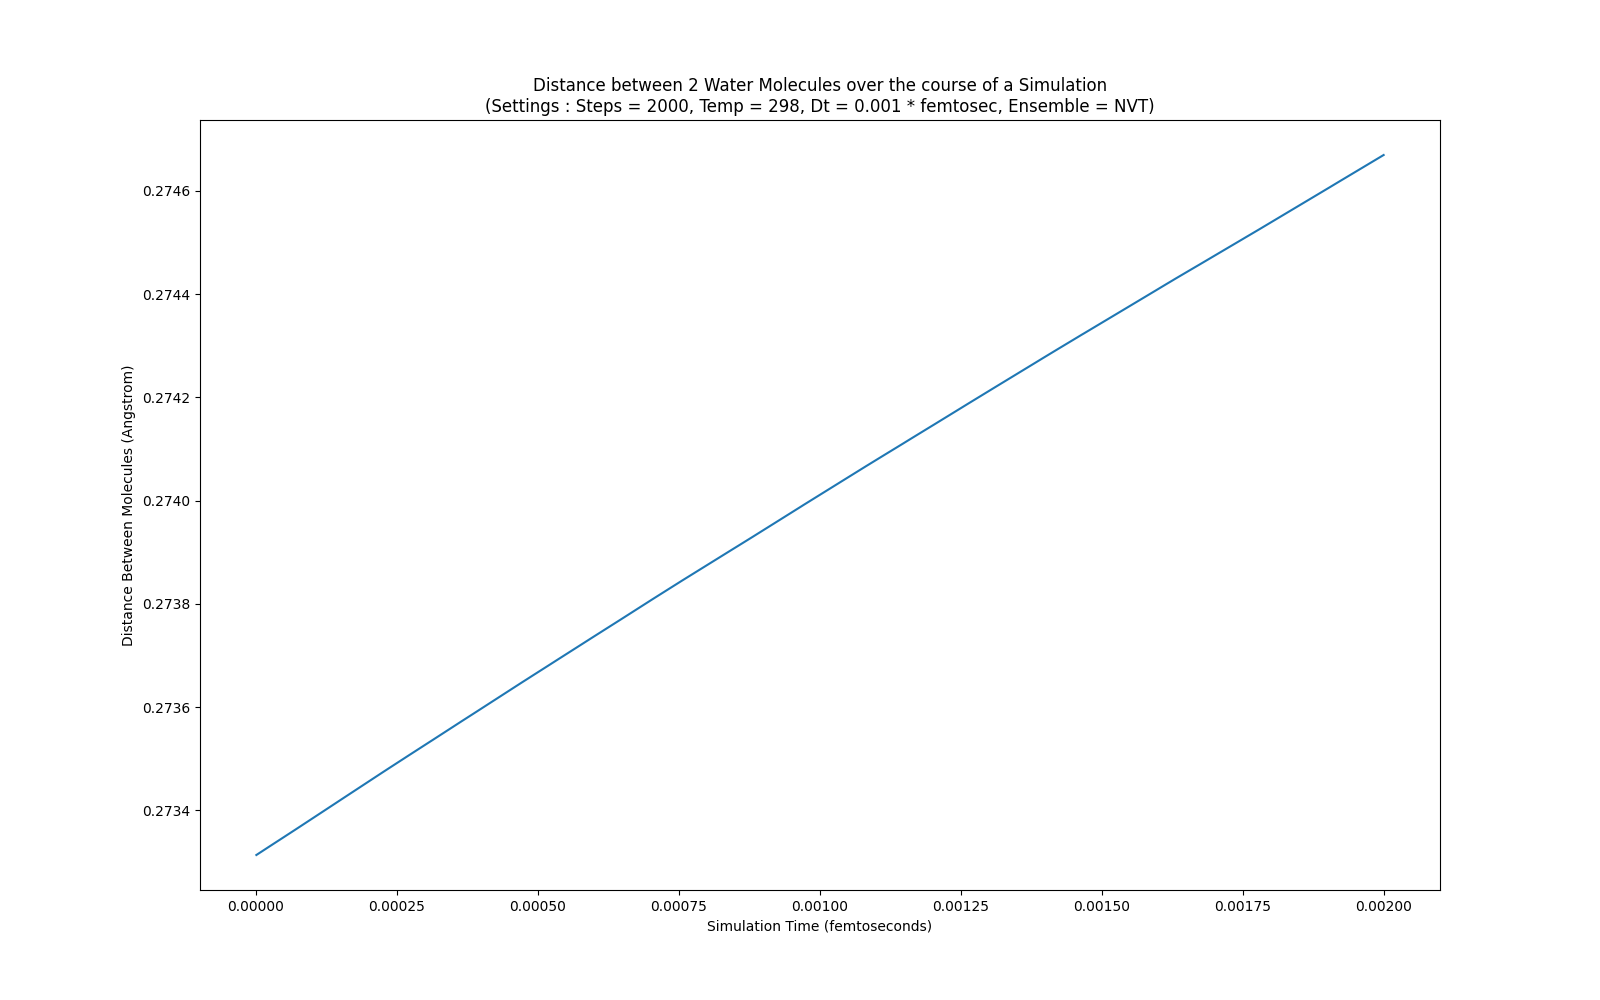 Distance between 2 Water Molecules over the course of a Simulation
(Settings : Steps = 2000, Temp = 298, Dt = 0.001 * femtosec, Ensemble = NVT)
Distance Between Molecules (Angstrom)
0.2746
0.2744
0.2742
0.2740
0.2738
0.2736
0.2734
0.00000 0.00025 0.00050 0.00075 0.00100 0.00125 0.00150 0.00175 0.00200
Simulation Time (femtoseconds)